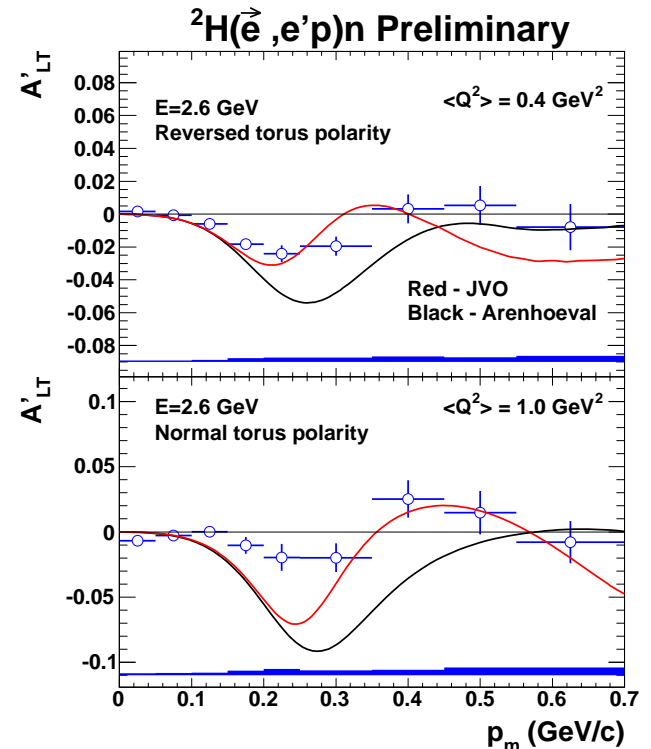 ²H(e⃗ ,e'p)n Preliminary
A'LT
0.08
0.06
0.04
0.02
0
-0.02
-0.04
-0.06
-0.08
E=2.6 GeV
Reversed torus polarity
<Q²> = 0.4 GeV²
Red - JVO
Black - Arenhoeval
A'LT
0.1
0.05
0
-0.05
-0.1
E=2.6 GeV
Normal torus polarity
<Q²> = 1.0 GeV²
0 0.1 0.2 0.3 0.4 0.5 0.6 0.7
pm (GeV/c)